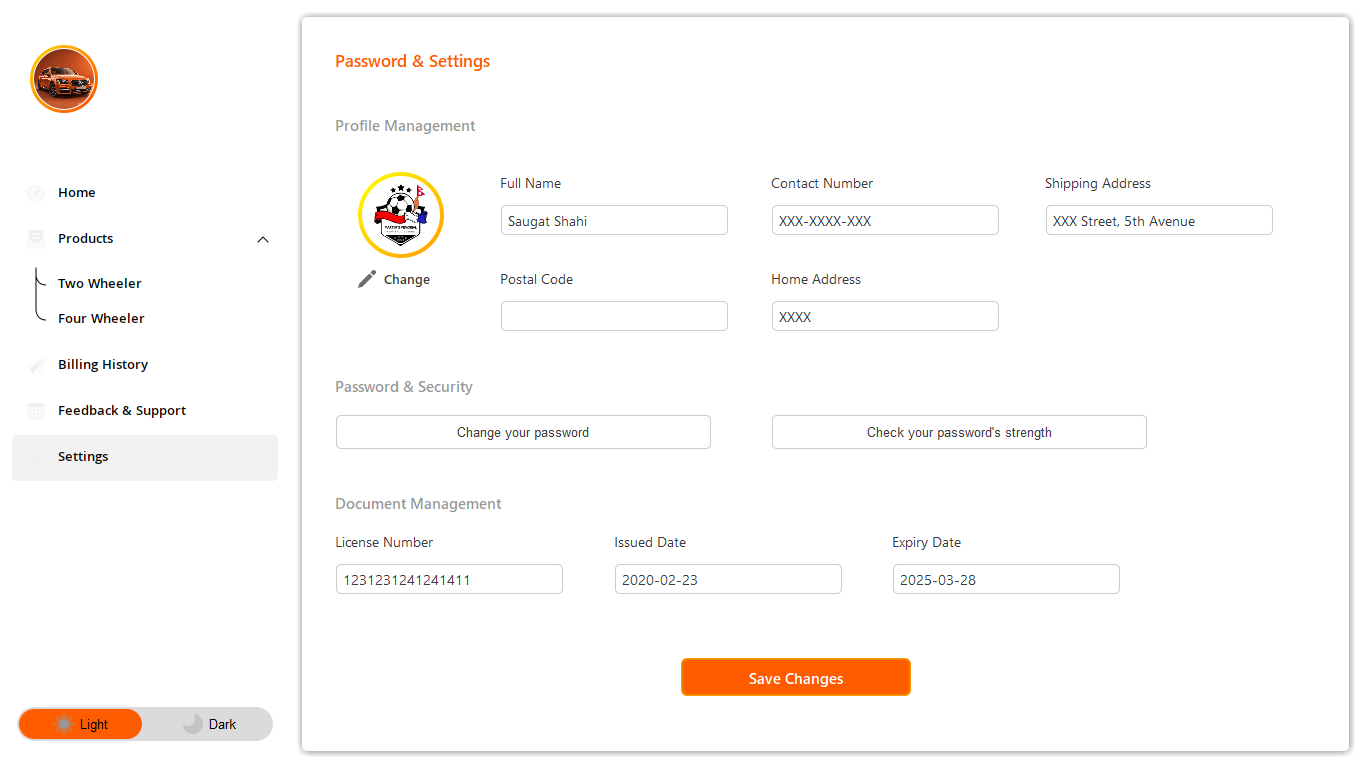 Password & Settings
Profile Management
Home
Products
Two Wheeler
Four Wheeler
Billing History
Feedback & Support
Settings
Light
Dark
Change
Full Name
Contact Number
Shipping Address
Saugat Shahi
XXX-XXXX-XXX
XXX Street, 5th Avenue
Postal Code
Home Address
XXXX
Password & Security
Change your password
Check your password's strength
Document Management
License Number
Issued Date
Expiry Date
1231231241241411
2020-02-23
2025-03-28
Save Changes